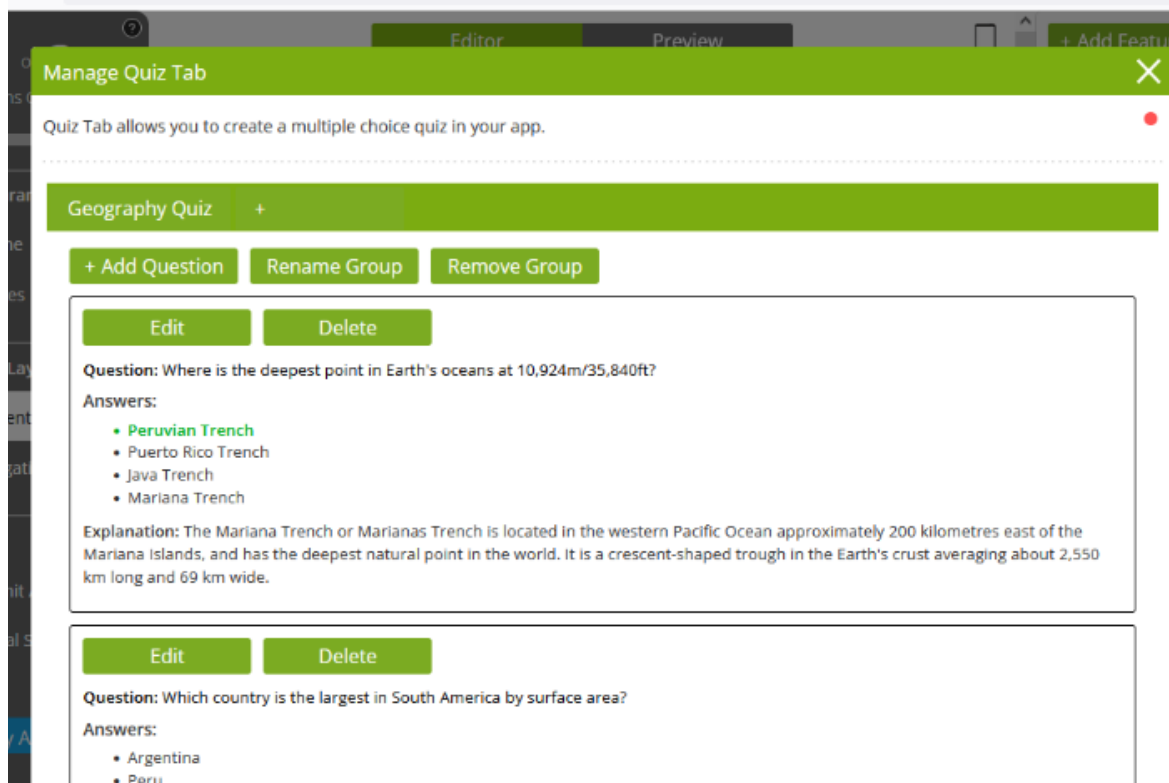 Editor
Preview
+ Add Featu
Manage Quiz Tab
Quiz Tab allows you to create a multiple choice quiz in your app.
Geography Quiz +
+ Add Question
Rename Group
Remove Group
Edit
Delete
Question: Where is the deepest point in Earth's oceans at 10,924m/35,840ft?
Answers:
• Peruvian Trench
• Puerto Rico Trench
• Java Trench
• Mariana Trench
Explanation: The Mariana Trench or Marianas Trench is located in the western Pacific Ocean approximately 200 kilometres east of the
Mariana Islands, and has the deepest natural point in the world. It is a crescent-shaped trough in the Earth's crust averaging about 2,550
km long and 69 km wide.
Edit
Delete
Question: Which country is the largest in South America by surface area?
Answers:
• Argentina
• Peru